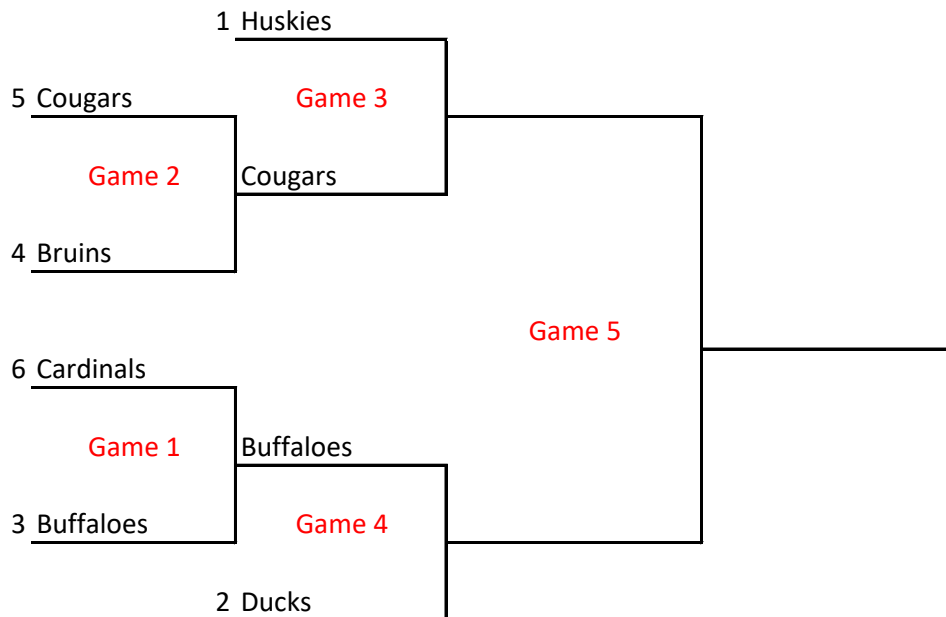 1 Huskies
5 Cougars
Game 3
Game 2
Cougars
4 Bruins
Game 5
6 Cardinals
Game 1
Buffaloes
3 Buffaloes
Game 4
2 Ducks